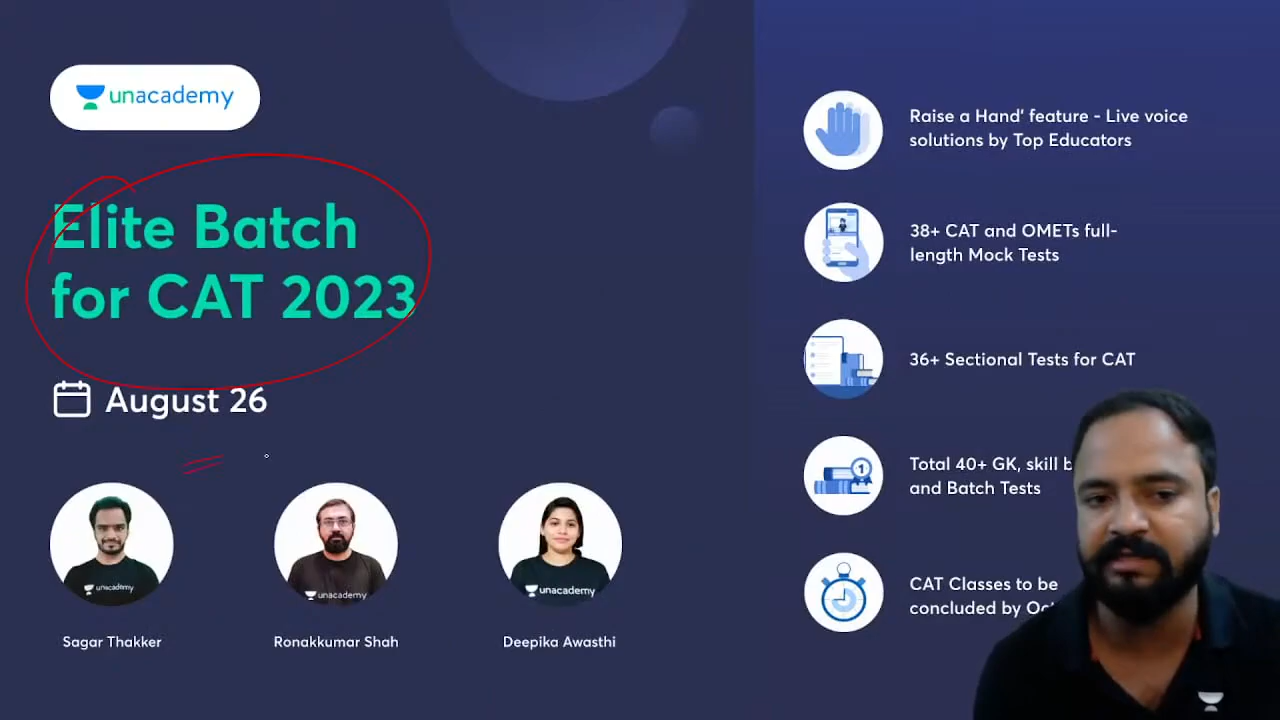 unacademy
Elite Batch
for CAT 2023
August 26
unacademy
unacademy
unacademy
Sagar Thakker
Ronakkumar Shah
Deepika Awasthi
Raise a Hand' feature - Live voice
solutions by Top Educators
38+ CAT and OMETs full-
length Mock Tests
36+ Sectional Tests for CAT
1
Total 40+ GK, skill
and Batch Tests
CAT Classes to be
concluded by